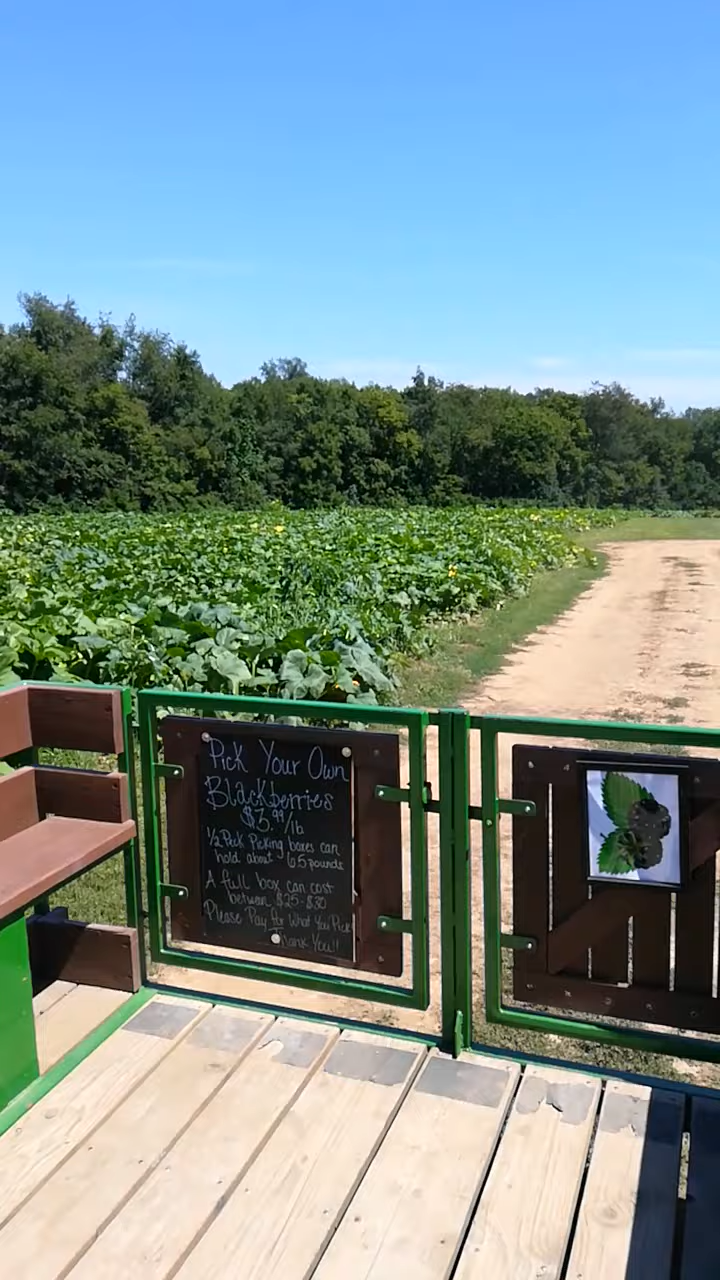 Pick Your Own
Blackberries
$3.99/lb
1/2 Peck Picking boxes can
hold about ~ 6.5 pounds
A full box can cost
between $25-$30
Please Pay for What You Pick!
Thank You!!